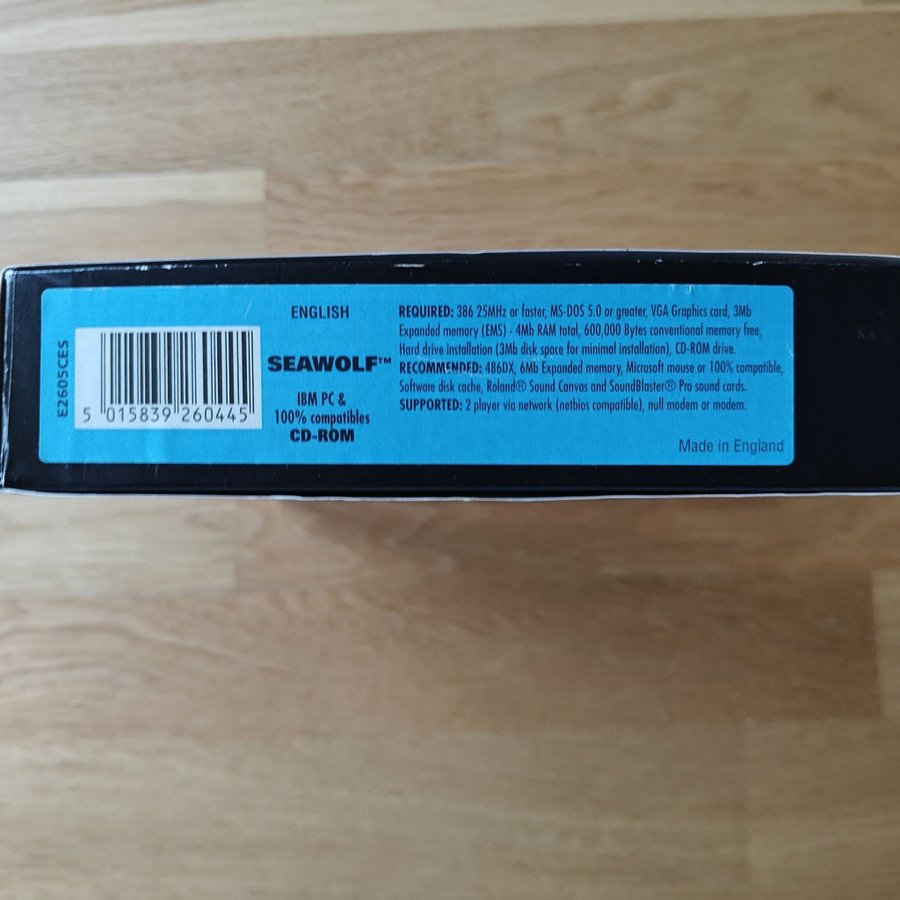 E2605CES
5 015839 260445
ENGLISH
SEAWOLF™
IBM PC &
100% compatibles
CD-ROM
REQUIRED: 386 25MHz or faster, MS-DOS 5.0 or greater, VGA Graphics card, 3Mb
Expanded memory (EMS) - 4Mb RAM total, 600,000 Bytes conventional memory free,
Hard drive installation (3Mb disk space for minimal installation), CD-ROM drive.
RECOMMENDED: 486DX, 6Mb Expanded memory, Microsoft mouse or 100% compatible,
Software disk cache, Roland® Sound Canvas and SoundBlaster® Pro sound cards.
SUPPORTED: 2 player via network (netbios compatible), null modem or modem.
Made in England